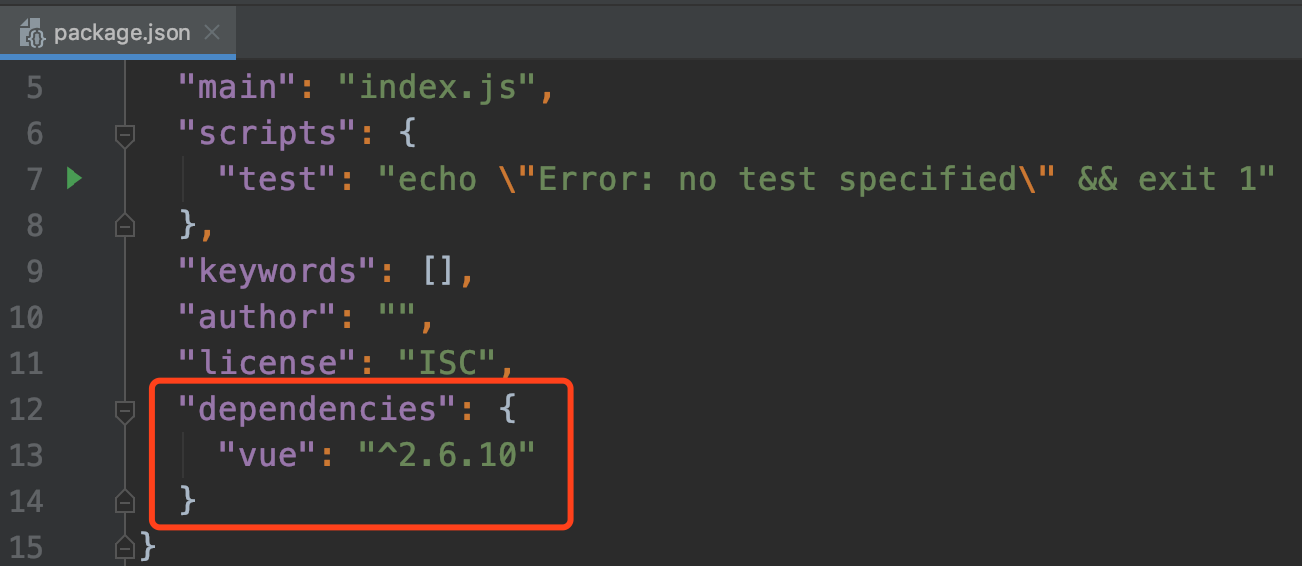 package.json
5 "main": "index.js",
6 "scripts": {
7 "test": "echo \"Error: no test specified\" && exit 1"
8 },
9 "keywords": [],
10 "author": "",
11 "license": "ISC",
12 "dependencies": {
13 "vue": "^2.6.10"
14 }
15 }